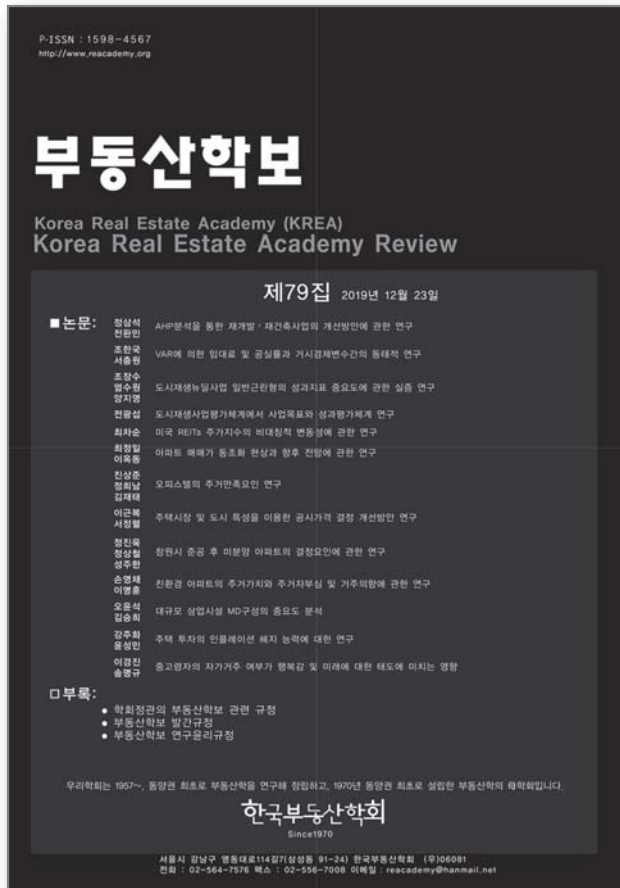 P-ISSN : 1598-4567
http://www.reacademy.org
부동산학보
Korea Real Estate Academy (KREA)
Korea Real Estate Academy Review
제79집 2019년 12월 23일
■논문:
정삼석
전완민
AHP분석을 통한 재개발·재건축사업의 개선방안에 관한 연구
조한국
서충원
VAR에 의한 임대료 및 공실률과 거시경제변수간의 동태적 연구
조장수
엄수원
양지영
도시재생뉴딜사업 일반근린형의 성과지표 중요도에 관한 실증 연구
전광섭
도시재생사업평가체계에서 사업목표와 성과평가체계 연구
최차순
미국 REITs 주가지수의 비대칭적 변동성에 관한 연구
최정일
이옥동
아파트 매매가 동조화 현상과 향후 전망에 관한 연구
진상준
정희남
김재태
오피스텔의 주거만족요인 연구
이근복
서정렬
주택시장 및 도시 특성을 이용한 공시가격 결정 개선방안 연구
정진욱
정상철
성주한
창원시 준공 후 미분양 아파트의 결정요인에 관한 연구
손영채
이명훈
친환경 아파트의 주거가치와 주거자부심 및 거주의향에 관한 연구
오윤석
김승희
대규모 상업시설 MD구성의 중요도 분석
강주화
윤성민
주택 투자의 인플레이션 헤지 능력에 대한 연구
이경진
송명규
중고령자의 자가거주 여부가 행복감 및 미래에 대한 태도에 미치는 영향
□부록:
● 학회정관의 부동산학보 관련 규정
● 부동산학보 발간규정
● 부동산학보 연구윤리규정
우리학회는 1957~, 동양권 최초로 부동산학을 연구해 정립하고, 1970년 동양권 최초로 설립한 부동산학의 母학회입니다.
한국부동산학회
Since1970
서울시 강남구 영동대로114길7(삼성동 91-24) 한국부동산학회 (우)06081
전화 : 02-564-7576 팩스 : 02-556-7008 이메일 : reacademy@hanmail.net